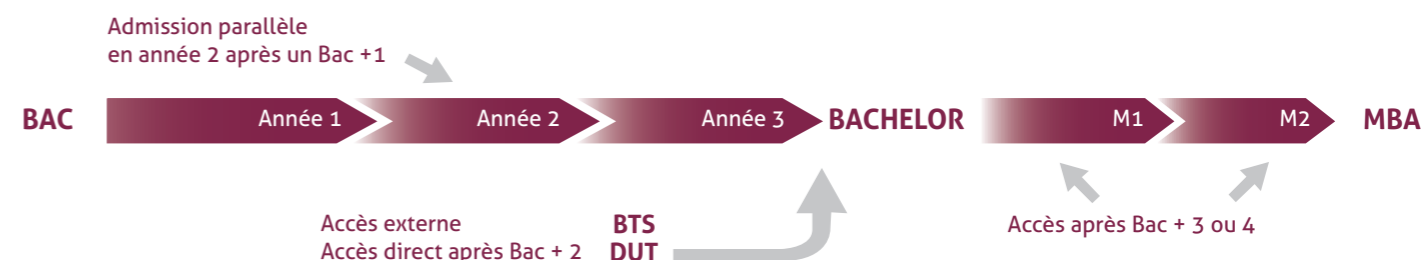 Admission parallèle
en année 2 après un Bac +1
BAC Année 1 Année 2 Année 3 BACHELOR M1 M2 MBA
Accès externe BTS
Accès direct après Bac + 2 DUT
Accès après Bac + 3 ou 4